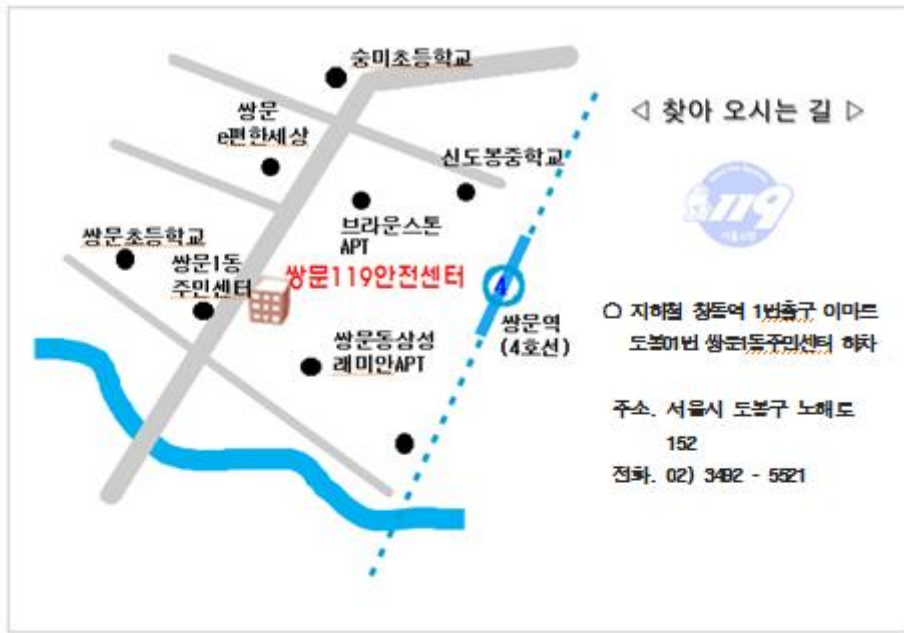 숭미초등학교
쌍문
e편한세상
신도봉중학교
브라운스톤
APT
쌍문초등학교
쌍문1동
주민센터
쌍문119안전센터
쌍문동삼성
래미안APT
4
쌍문역
(4호선)
◁ 찾아 오시는 길 ▷
119
○ 지하철 창동역 1번출구 이마트
도봉01번 쌍문1동주민센터 하차
주소. 서울시 도봉구 노해로
152
전화. 02) 3492 - 5521